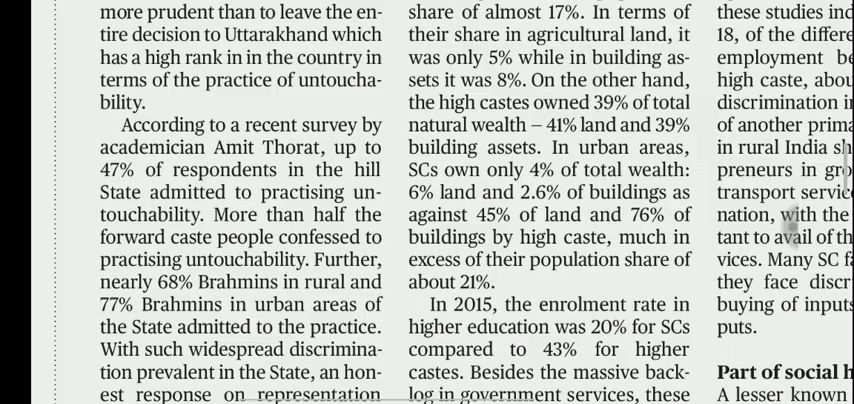 more prudent than to leave the en-
tire decision to Uttarakhand which
has a high rank in in the country in
terms of the practice of untoucha-
bility.
According to a recent survey by
academician Amit Thorat, up to
47% of respondents in the hill
State admitted to practising un-
touchability. More than half the
forward caste people confessed to
practising untouchability. Further,
nearly 68% Brahmins in rural and
77% Brahmins in urban areas of
the State admitted to the practice.
With such widespread discrimina-
tion prevalent in the State, an hon-
est response on representation
share of almost 17%. In terms of
their share in agricultural land, it
was only 5% while in building as-
sets it was 8%. On the other hand,
the high castes owned 39% of total
natural wealth – 41% land and 39%
building assets. In urban areas,
SCs own only 4% of total wealth:
6% land and 2.6% of buildings as
against 45% of land and 76% of
buildings by high caste, much in
excess of their population share of
about 21%.
In 2015, the enrolment rate in
higher education was 20% for SCs
compared to 43% for higher
castes. Besides the massive back-
log in government services, these
these studies ind
18, of the differe
employment be
high caste, abou
discrimination i
of another prima
in rural India sh
preneurs in gro
transport servic
nation, with the
tant to avail of th
vices. Many SC fa
they face discr
buying of inputs
puts.
Part of social h
A lesser known